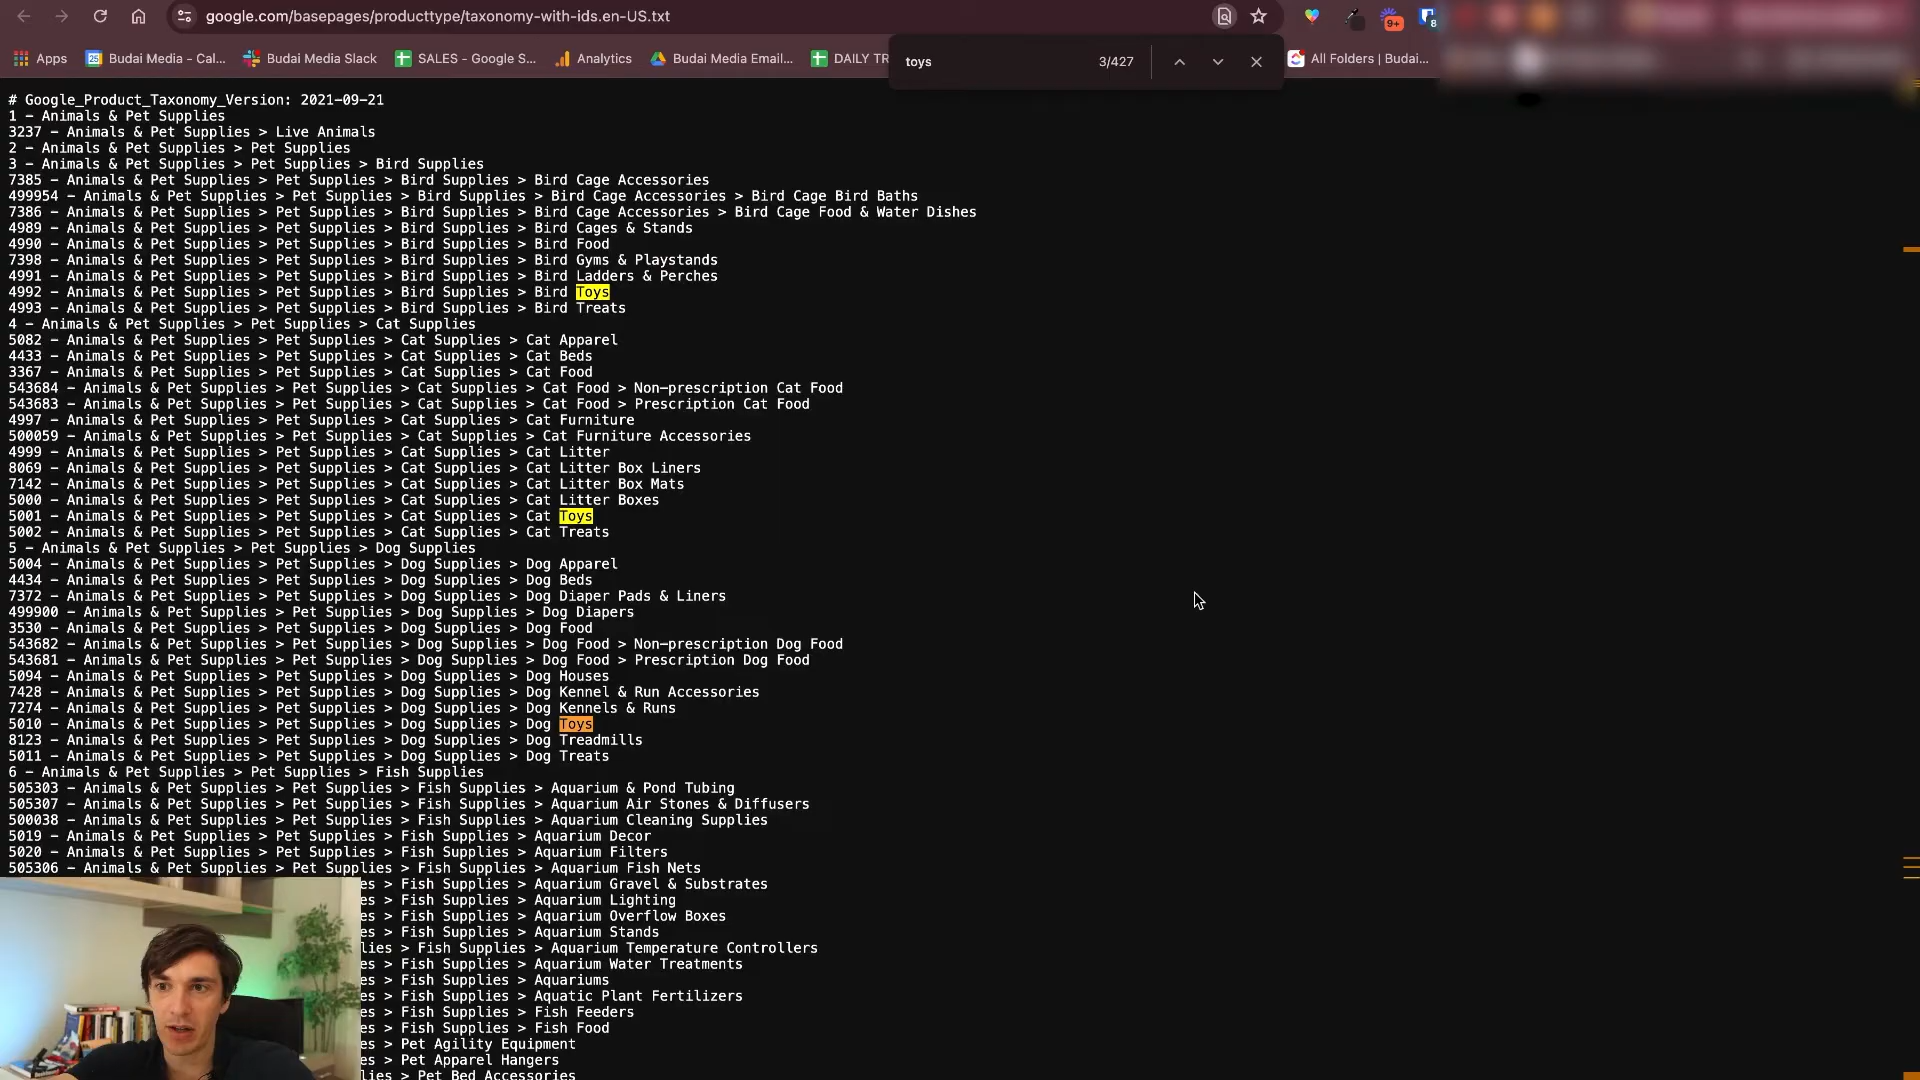 google.com/basepages/producttype/taxonomy-with-ids.en-US.txt
9+
8
Apps
25
Budai Media - Cal...
Budai Media Slack
SALES - Google S...
Analytics
Budai Media Email...
DAILY TR
toys
3/427
All Folders | Budai...
# Google_Product_Taxonomy_Version: 2021-09-21
1 - Animals & Pet Supplies
3237 - Animals & Pet Supplies > Live Animals
2 - Animals & Pet Supplies > Pet Supplies
3 - Animals & Pet Supplies > Pet Supplies > Bird Supplies
7385 - Animals & Pet Supplies > Pet Supplies > Bird Supplies > Bird Cage Accessories
499954 - Animals & Pet Supplies > Pet Supplies > Bird Supplies > Bird Cage Accessories > Bird Cage Bird Baths
7386 - Animals & Pet Supplies > Pet Supplies > Bird Supplies > Bird Cage Accessories > Bird Cage Food & Water Dishes
4989 - Animals & Pet Supplies > Pet Supplies > Bird Supplies > Bird Cages & Stands
4990 - Animals & Pet Supplies > Pet Supplies > Bird Supplies > Bird Food
7398 - Animals & Pet Supplies > Pet Supplies > Bird Supplies > Bird Gyms & Playstands
4991 - Animals & Pet Supplies > Pet Supplies > Bird Supplies > Bird Ladders & Perches
4992 - Animals & Pet Supplies > Pet Supplies > Bird Supplies > Bird Toys
4993 - Animals & Pet Supplies > Pet Supplies > Bird Supplies > Bird Treats
4 - Animals & Pet Supplies > Pet Supplies > Cat Supplies
5082 - Animals & Pet Supplies > Pet Supplies > Cat Supplies > Cat Apparel
4433 - Animals & Pet Supplies > Pet Supplies > Cat Supplies > Cat Beds
3367 - Animals & Pet Supplies > Pet Supplies > Cat Supplies > Cat Food
543684 - Animals & Pet Supplies > Pet Supplies > Cat Supplies > Cat Food > Non-prescription Cat Food
543683 - Animals & Pet Supplies > Pet Supplies > Cat Supplies > Cat Food > Prescription Cat Food
4997 - Animals & Pet Supplies > Pet Supplies > Cat Supplies > Cat Furniture
500059 - Animals & Pet Supplies > Pet Supplies > Cat Supplies > Cat Furniture Accessories
4999 - Animals & Pet Supplies > Pet Supplies > Cat Supplies > Cat Litter
8069 - Animals & Pet Supplies > Pet Supplies > Cat Supplies > Cat Litter Box Liners
7142 - Animals & Pet Supplies > Pet Supplies > Cat Supplies > Cat Litter Box Mats
5000 - Animals & Pet Supplies > Pet Supplies > Cat Supplies > Cat Litter Boxes
5001 - Animals & Pet Supplies > Pet Supplies > Cat Supplies > Cat Toys
5002 - Animals & Pet Supplies > Pet Supplies > Cat Supplies > Cat Treats
5 - Animals & Pet Supplies > Pet Supplies > Dog Supplies
5004 - Animals & Pet Supplies > Pet Supplies > Dog Supplies > Dog Apparel
4434 - Animals & Pet Supplies > Pet Supplies > Dog Supplies > Dog Beds
7372 - Animals & Pet Supplies > Pet Supplies > Dog Supplies > Dog Diaper Pads & Liners
499900 - Animals & Pet Supplies > Pet Supplies > Dog Supplies > Dog Diapers
3530 - Animals & Pet Supplies > Pet Supplies > Dog Supplies > Dog Food
543682 - Animals & Pet Supplies > Pet Supplies > Dog Supplies > Dog Food > Non-prescription Dog Food
543681 - Animals & Pet Supplies > Pet Supplies > Dog Supplies > Dog Food > Prescription Dog Food
5094 - Animals & Pet Supplies > Pet Supplies > Dog Supplies > Dog Houses
7428 - Animals & Pet Supplies > Pet Supplies > Dog Supplies > Dog Kennel & Run Accessories
7274 - Animals & Pet Supplies > Pet Supplies > Dog Supplies > Dog Kennels & Runs
5010 - Animals & Pet Supplies > Pet Supplies > Dog Supplies > Dog Toys
8123 - Animals & Pet Supplies > Pet Supplies > Dog Supplies > Dog Treadmills
5011 - Animals & Pet Supplies > Pet Supplies > Dog Supplies > Dog Treats
6 - Animals & Pet Supplies > Pet Supplies > Fish Supplies
505303 - Animals & Pet Supplies > Pet Supplies > Fish Supplies > Aquarium & Pond Tubing
505307 - Animals & Pet Supplies > Pet Supplies > Fish Supplies > Aquarium Air Stones & Diffusers
500038 - Animals & Pet Supplies > Pet Supplies > Fish Supplies > Aquarium Cleaning Supplies
5019 - Animals & Pet Supplies > Pet Supplies > Fish Supplies > Aquarium Decor
5020 - Animals & Pet Supplies > Pet Supplies > Fish Supplies > Aquarium Filters
505306 - Animals & Pet Supplies > Pet Supplies > Fish Supplies > Aquarium Fish Nets
es > Fish Supplies > Aquarium Gravel & Substrates
es > Fish Supplies > Aquarium Lighting
es > Fish Supplies > Aquarium Overflow Boxes
es > Fish Supplies > Aquarium Stands
lies > Fish Supplies > Aquarium Temperature Controllers
es > Fish Supplies > Aquarium Water Treatments
es > Fish Supplies > Aquariums
es > Fish Supplies > Aquatic Plant Fertilizers
es > Fish Supplies > Fish Feeders
es > Fish Supplies > Fish Food
es > Pet Agility Equipment
es > Pet Apparel Hangers
lies > Pet Bed Accessories